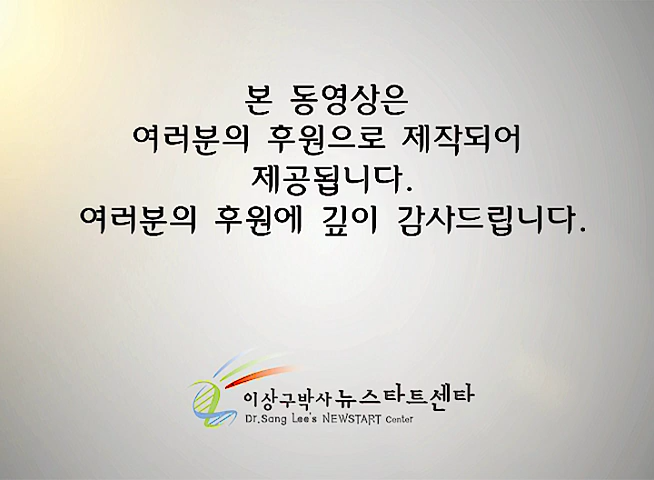 본 동영상은
여러분의 후원으로 제작되어
제공됩니다.
여러분의 후원에 깊이 감사드립니다.
이상구박사 뉴스타트센타
Dr.Sang Lee's NEWSTART Center